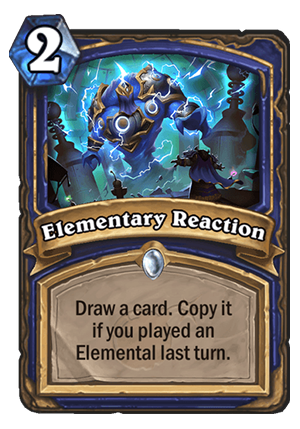 2
Elementary Reaction
Draw a card. Copy it
if you played an
Elemental last turn.